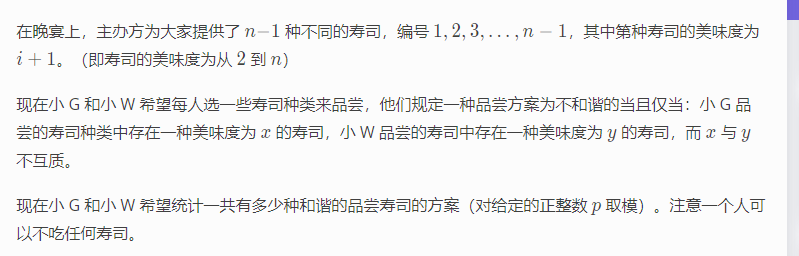 在晚宴上，主办方为大家提供了 n−1 种不同的寿司，编号 1, 2, 3, . . . , n − 1，其中第种寿司的美味度为
i + 1。（即寿司的美味度为从 2 到 n）
现在小 G 和小 W 希望每人选一些寿司种类来品尝，他们规定一种品尝方案为不和谐的当且仅当：小 G 品
尝的寿司种类中存在一种美味度为 x 的寿司，小 W 品尝的寿司中存在一种美味度为 y 的寿司，而 x 与 y
不互质。
现在小 G 和小 W 希望统计一共有多少种和谐的品尝寿司的方案（对给定的正整数 p 取模）。注意一个人可
以不吃任何寿司。